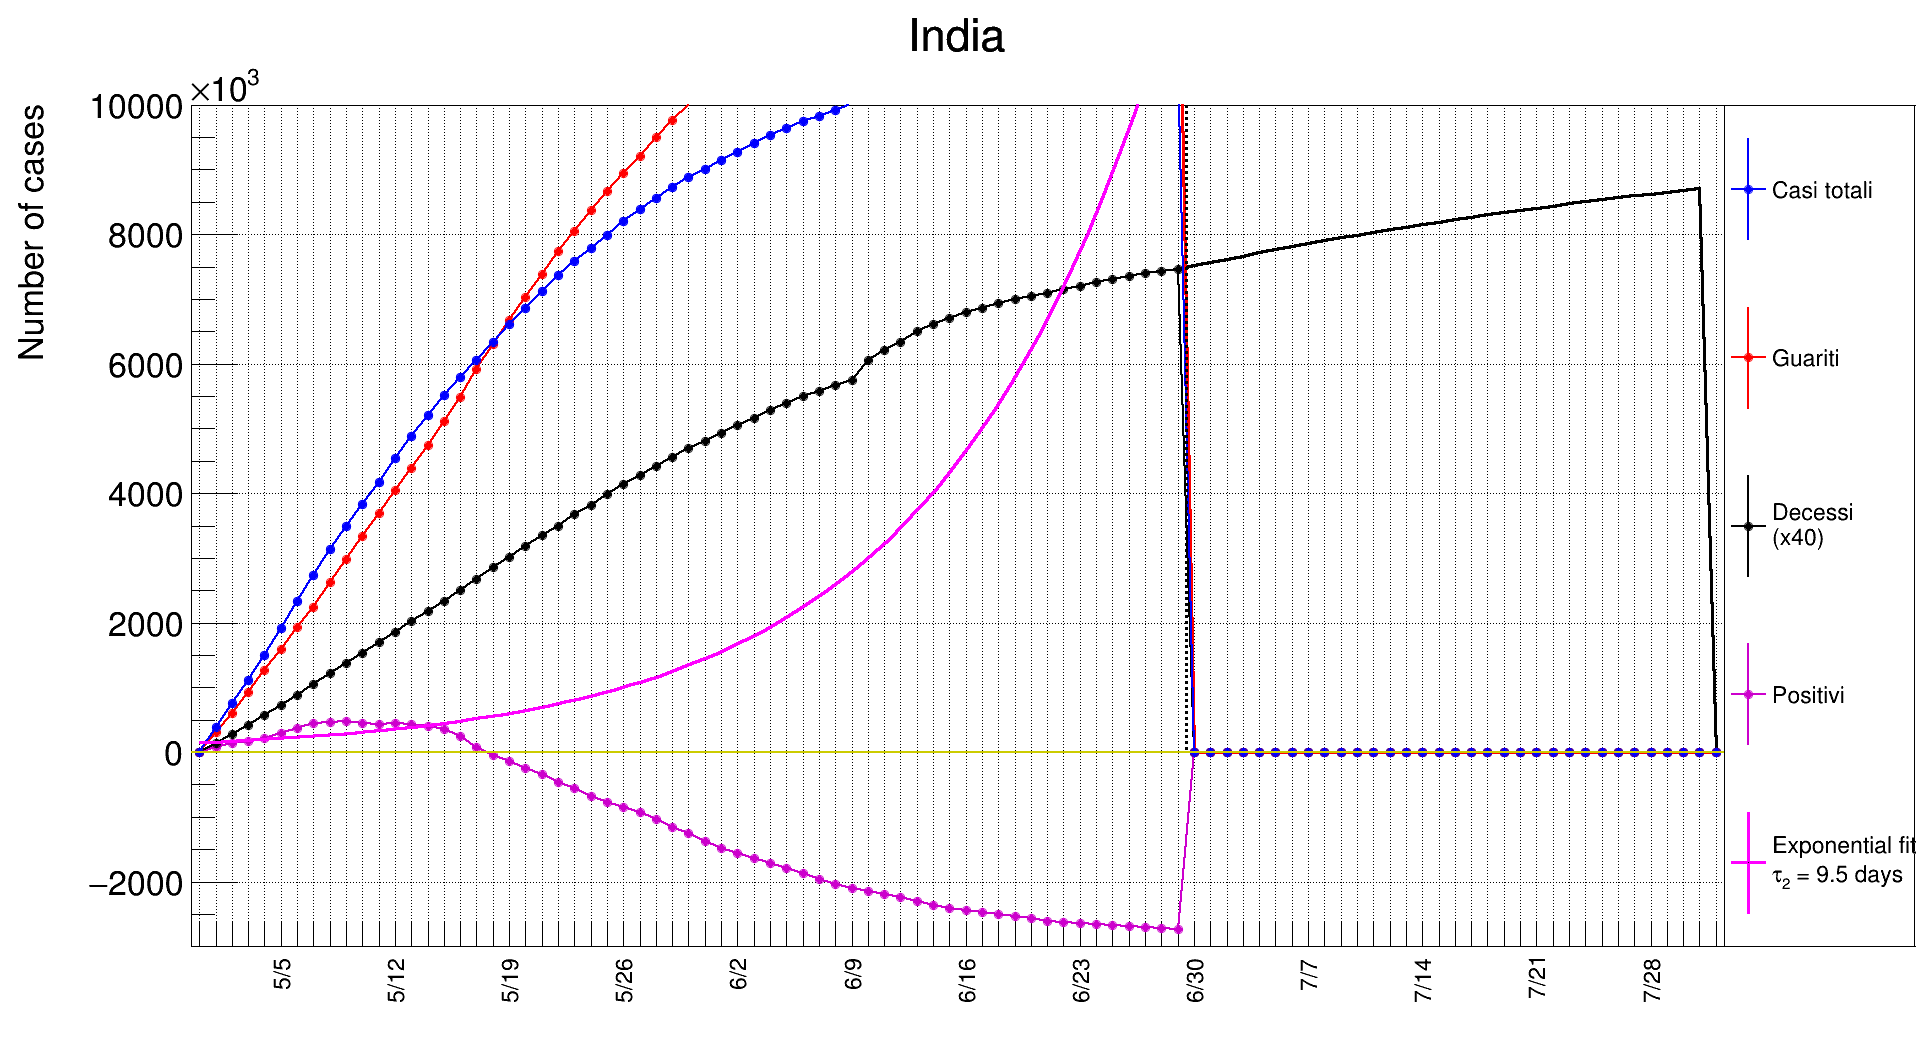 India
×10³
Number of cases
10000
8000
6000
4000
2000
0
−2000
5/5
5/12
5/19
5/26
6/2
6/9
6/16
6/23
6/30
7/7
7/14
7/21
7/28
Casi totali
Guariti
Decessi
(x40)
Positivi
Exponential fit
τ₂ = 9.5 days